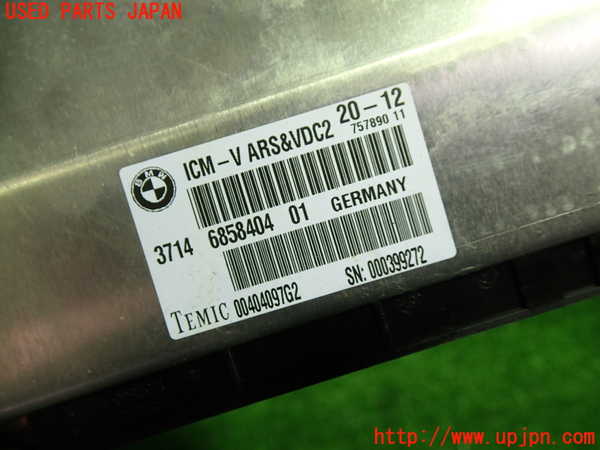 USED PARTS JAPAN
BMW
ICM-V ARS&VDC2 20-12
757890 11
3714 6858404 01 GERMANY
TEMIC 00404097G2 SN: 000399272
http://www.upjpn.com/